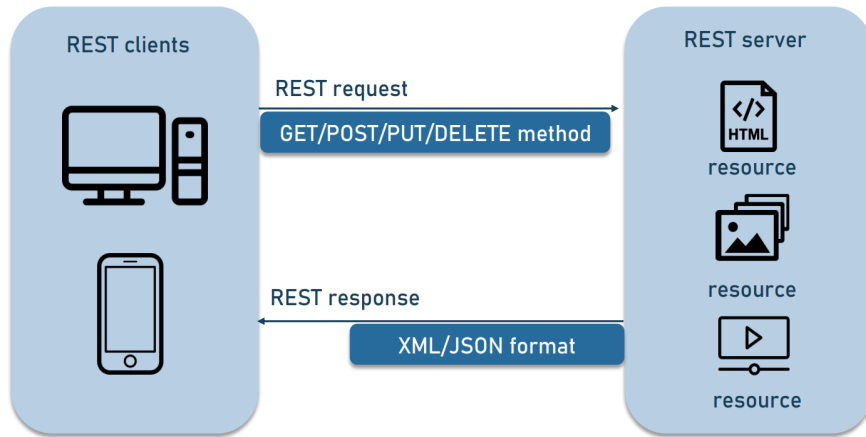 REST clients
REST server
REST request
GET/POST/PUT/DELETE method
</>
HTML
resource
resource
REST response
XML/JSON format
resource